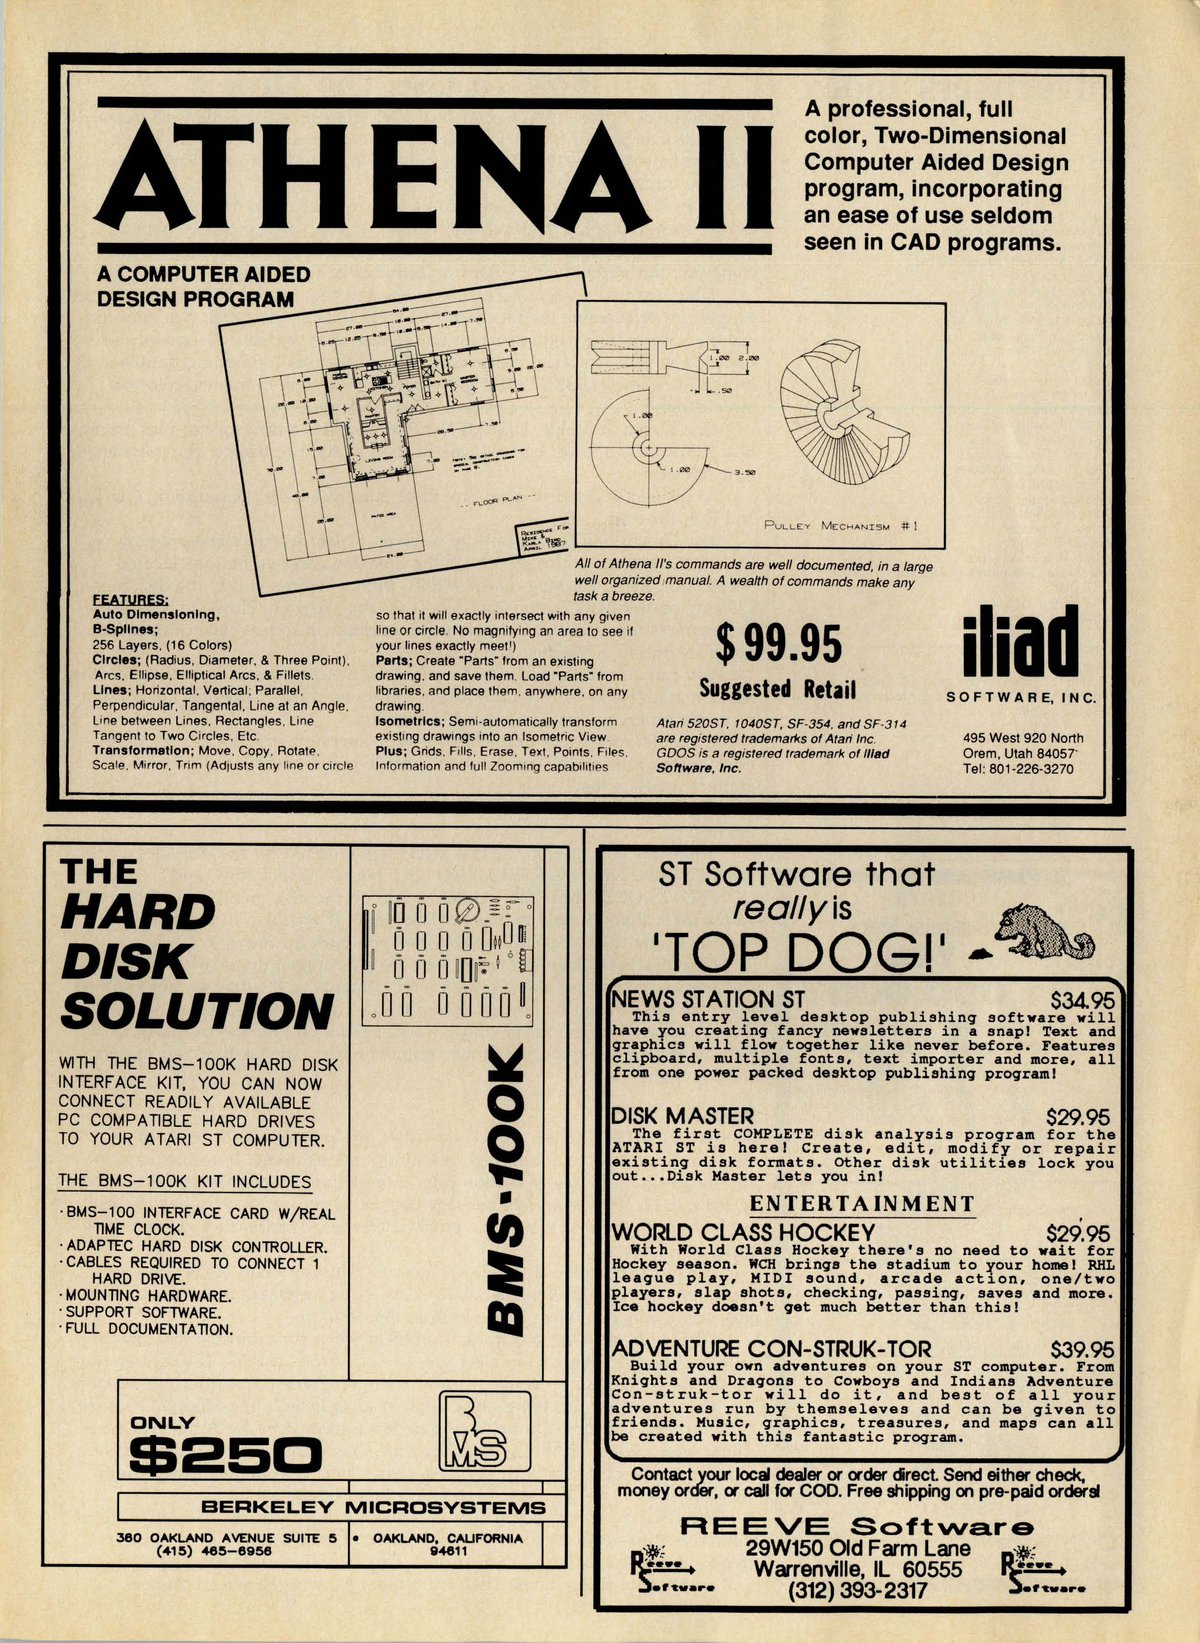 ATHENA II
A professional, full
color, Two-Dimensional
Computer Aided Design
program, incorporating
an ease of use seldom
seen in CAD programs.
A COMPUTER AIDED
DESIGN PROGRAM
LIVING ROOM
PATIO AREA
-- FLOOR PLAN --
RESIDENCE FO
MIKE &
KARLA
APRIL 1987
1.00 2.00
.50
1.00
1.00
3.50
PULLEY MECHANISM #1
All of Athena II's commands are well documented, in a large
well organized manual. A wealth of commands make any
task a breeze.
FEATURES:
Auto Dimensioning,
B-Splines;
256 Layers, (16 Colors)
Circles; (Radius, Diameter, & Three Point),
Arcs, Ellipse, Elliptical Arcs, & Fillets.
Lines; Horizontal, Vertical, Parallel,
Perpendicular, Tangental, Line at an Angle,
Line between Lines, Rectangles, Line
Tangent to Two Circles, Etc.
Transformation; Move, Copy, Rotate,
Scale, Mirror, Trim (Adjusts any line or circle
so that it will exactly intersect with any given
line or circle. No magnifying an area to see if
your lines exactly meet!)
Parts; Create "Parts" from an existing
drawing, and save them. Load "Parts" from
libraries, and place them, anywhere, on any
drawing.
Isometrics; Semi-automatically transform
existing drawings into an Isometric View.
Plus; Grids, Fills, Erase, Text, Points, Files,
Information and full Zooming capabilities
$99.95
Suggested Retail
Atari 520ST, 1040ST, SF-354, and SF-314
are registered trademarks of Atari Inc.
GDOS is a registered trademark of Iliad
Software, Inc.
iliad
SOFTWARE, INC.
495 West 920 North
Orem, Utah 84057
Tel: 801-226-3270
THE
HARD
DISK
SOLUTION
WITH THE BMS-100K HARD DISK
INTERFACE KIT, YOU CAN NOW
CONNECT READILY AVAILABLE
PC COMPATIBLE HARD DRIVES
TO YOUR ATARI ST COMPUTER.
THE BMS-100K KIT INCLUDES
·BMS-100 INTERFACE CARD W/REAL
TIME CLOCK.
·ADAPTEC HARD DISK CONTROLLER.
·CABLES REQUIRED TO CONNECT 1
HARD DRIVE.
·MOUNTING HARDWARE.
·SUPPORT SOFTWARE.
·FULL DOCUMENTATION.
BMS-100K
ONLY
$250
BMS
BERKELEY MICROSYSTEMS
360 OAKLAND AVENUE SUITE 5 • OAKLAND, CALIFORNIA
(415) 465-6956 94611
ST Software that
really is
'TOP DOG!'
NEWS STATION ST $34.95
This entry level desktop publishing software will
have you creating fancy newsletters in a snap! Text and
graphics will flow together like never before. Features
clipboard, multiple fonts, text importer and more, all
from one power packed desktop publishing program!
DISK MASTER $29.95
The first COMPLETE disk analysis program for the
ATARI ST is here! Create, edit, modify or repair
existing disk formats. Other disk utilities lock you
out...Disk Master lets you in!
ENTERTAINMENT
WORLD CLASS HOCKEY $29.95
With World Class Hockey there's no need to wait for
Hockey season. WCH brings the stadium to your home! RHL
league play, MIDI sound, arcade action, one/two
players, slap shots, checking, passing, saves and more.
Ice hockey doesn't get much better than this!
ADVENTURE CON-STRUK-TOR $39.95
Build your own adventures on your ST computer. From
Knights and Dragons to Cowboys and Indians Adventure
Con-struk-tor will do it, and best of all your
adventures run by themseleves and can be given to
friends. Music, graphics, treasures, and maps can all
be created with this fantastic program.
Contact your local dealer or order direct. Send either check,
money order, or call for COD. Free shipping on pre-paid orders!
REEVE Software
29W150 Old Farm Lane
Warrenville, IL 60555
(312) 393-2317
Reeve
Software
Reeve
Software